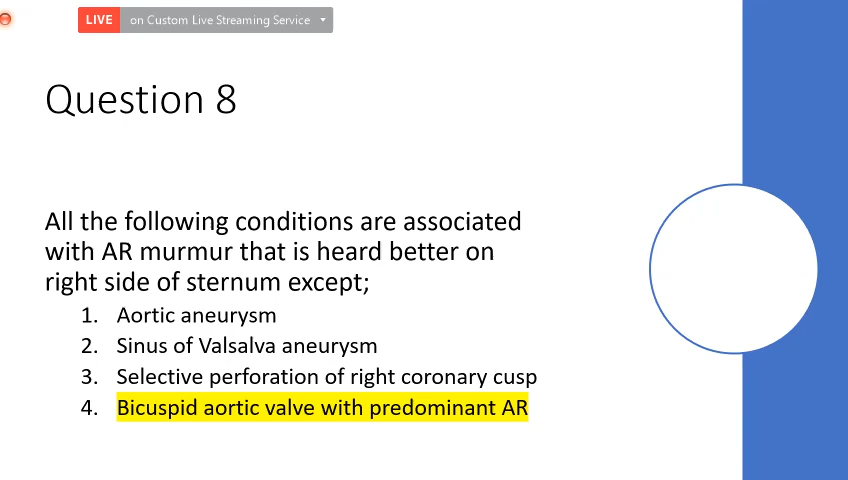 LIVE on Custom Live Streaming Service
Question 8
All the following conditions are associated
with AR murmur that is heard better on
right side of sternum except;
1. Aortic aneurysm
2. Sinus of Valsalva aneurysm
3. Selective perforation of right coronary cusp
4. Bicuspid aortic valve with predominant AR